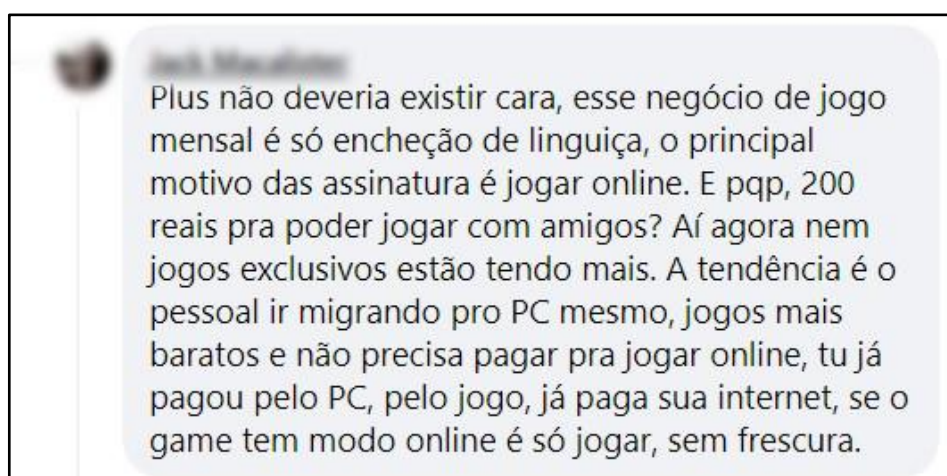 Plus não deveria existir cara, esse negócio de jogo
mensal é só encheção de linguiça, o principal
motivo das assinatura é jogar online. E pqp, 200
reais pra poder jogar com amigos? Aí agora nem
jogos exclusivos estão tendo mais. A tendência é o
pessoal ir migrando pro PC mesmo, jogos mais
baratos e não precisa pagar pra jogar online, tu já
pagou pelo PC, pelo jogo, já paga sua internet, se o
game tem modo online é só jogar, sem frescura.